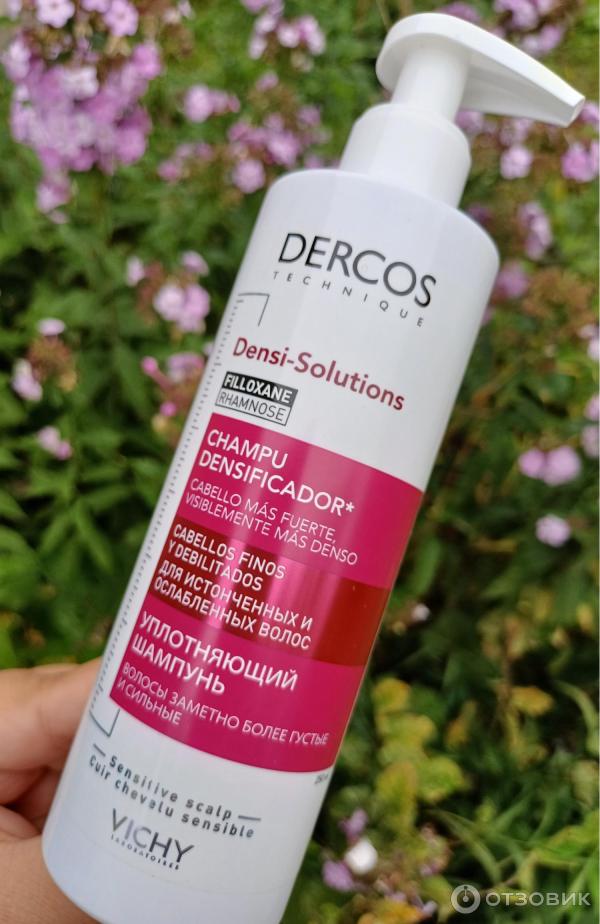 DERCOS
TECHNIQUE
Densi-Solutions
FILLOXANE
RHAMNOSE
CHAMPU
DENSIFICADOR*
CABELLO MÁS FUERTE,
VISIBLEMENTE MÁS DENSO
CABELLOS FINOS
Y DEBILITADOS
ДЛЯ ИСТОНЧЕННЫХ И
ОСЛАБЛЕННЫХ ВОЛОС
УПЛОТНЯЮЩИЙ
ШАМПУНЬ
ВОЛОСЫ ЗАМЕТНО БОЛЕЕ ГУСТЫЕ
И СИЛЬНЫЕ
Sensitive scalp
Cuir chevelu sensible
VICHY
LABORATOIRES
ОТЗОВИК